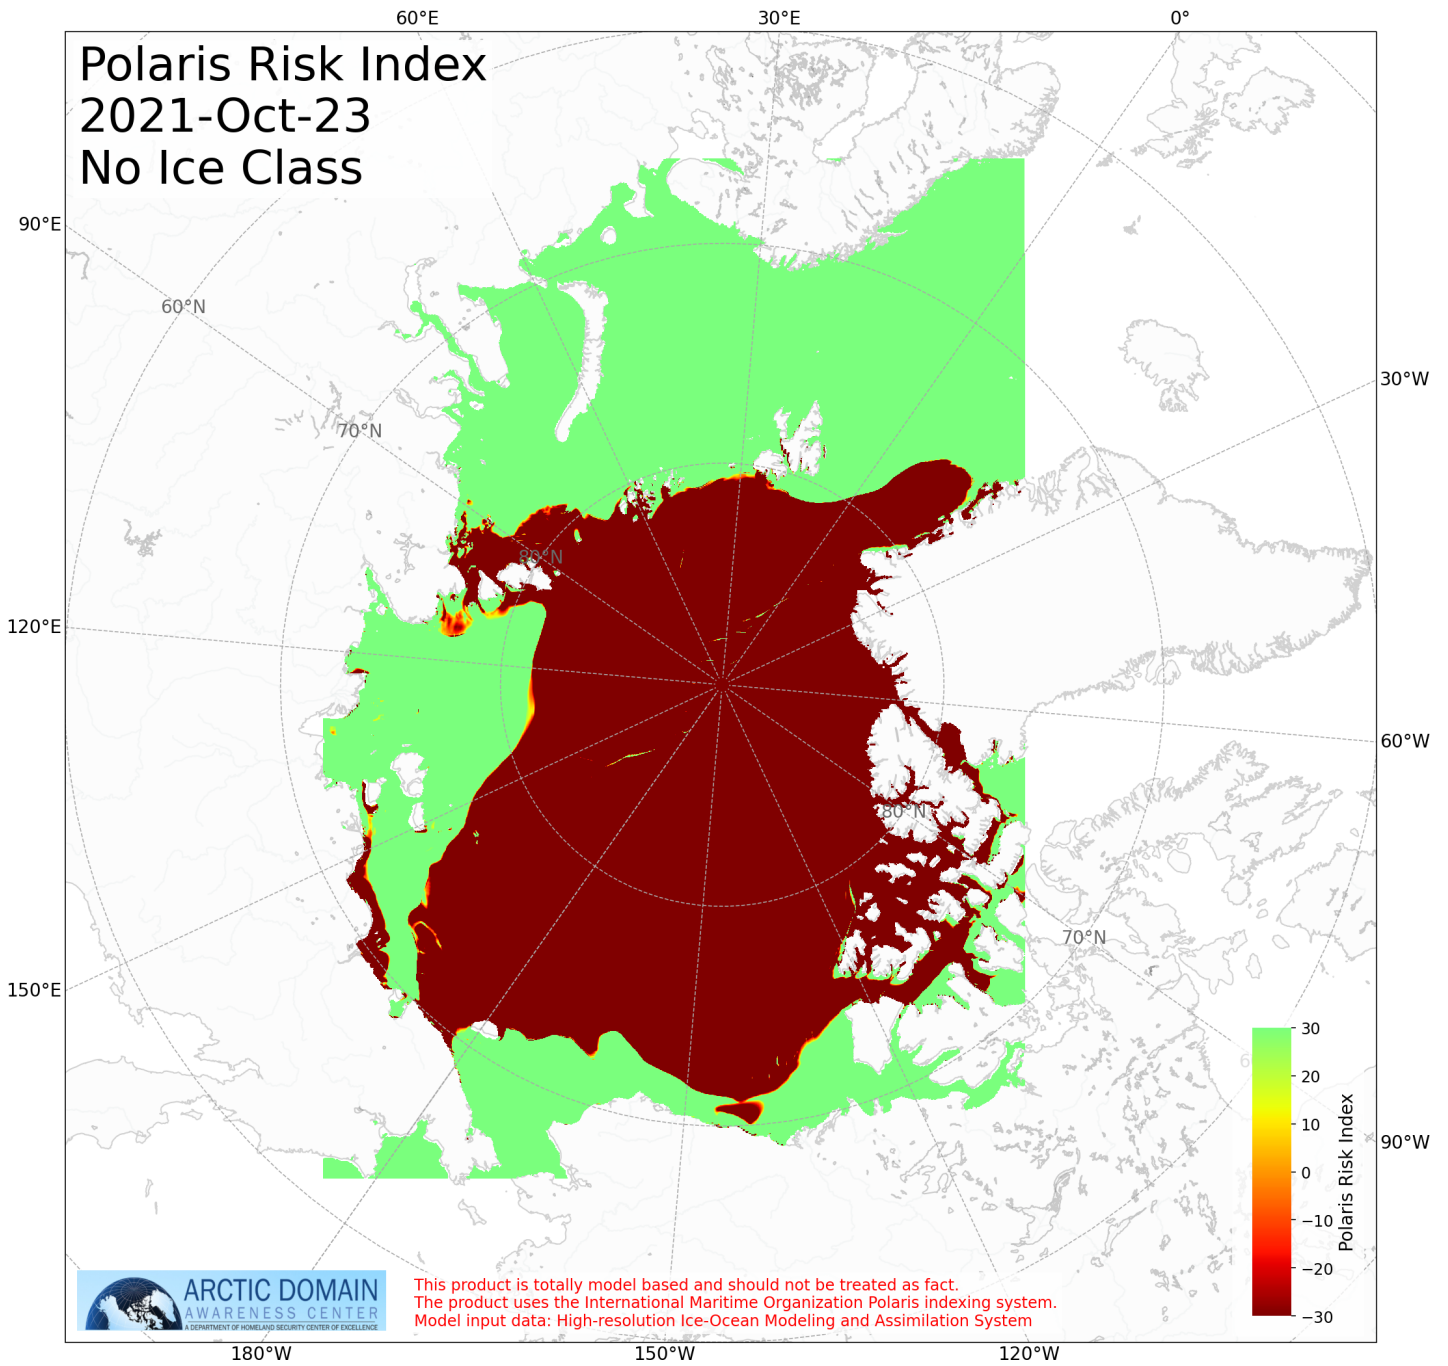 60°E 30°E 0°
Polaris Risk Index
2021-Oct-23
No Ice Class
90°E
60°N
30°W
70°N
80°N
120°E
60°W
80°N
70°N
150°E
30
20
10
0
−10
−20
−30
Polaris Risk Index
90°W
ARCTIC DOMAIN
AWARENESS CENTER
A DEPARTMENT OF HOMELAND SECURITY CENTER OF EXCELLENCE
This product is totally model based and should not be treated as fact.
The product uses the International Maritime Organization Polaris indexing system.
Model input data: High-resolution Ice-Ocean Modeling and Assimilation System
180°W 150°W 120°W